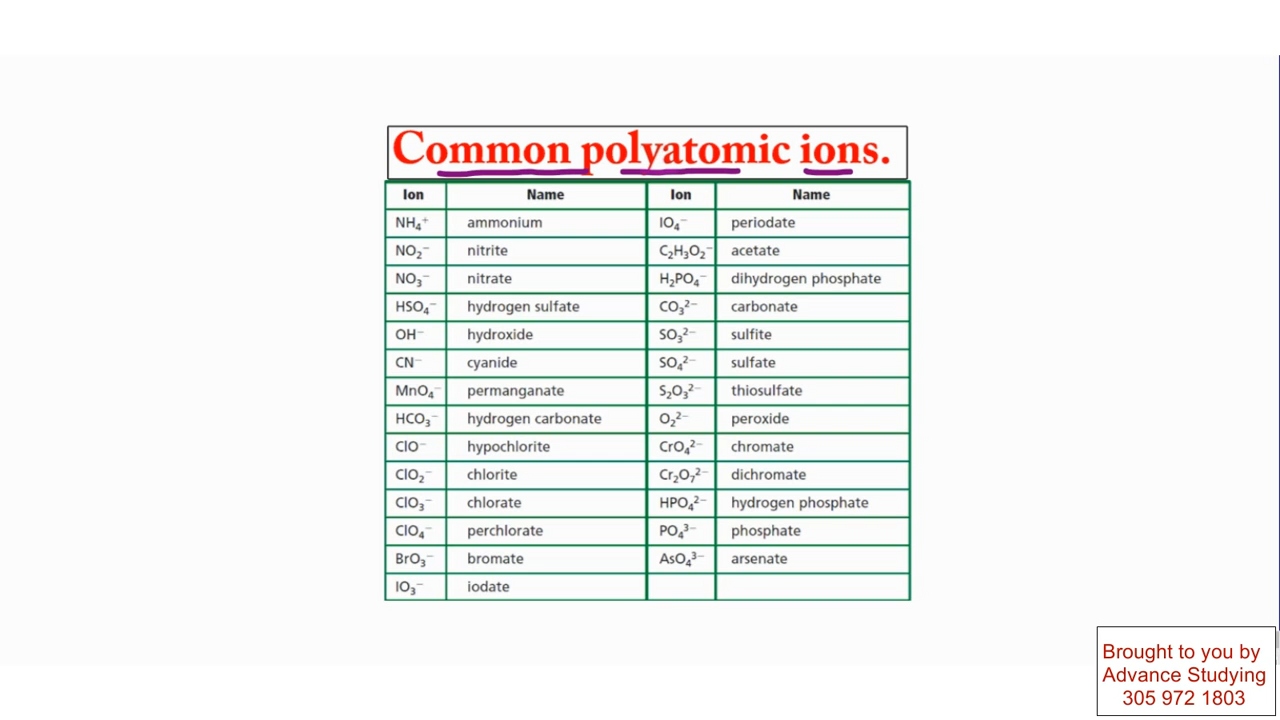 Common polyatomic ions.
Ion Name Ion Name
NH₄⁺ ammonium IO₄⁻ periodate
NO₂⁻ nitrite C₂H₃O₂⁻ acetate
NO₃⁻ nitrate H₂PO₄⁻ dihydrogen phosphate
HSO₄⁻ hydrogen sulfate CO₃²⁻ carbonate
OH⁻ hydroxide SO₃²⁻ sulfite
CN⁻ cyanide SO₄²⁻ sulfate
MnO₄⁻ permanganate S₂O₃²⁻ thiosulfate
HCO₃⁻ hydrogen carbonate O₂²⁻ peroxide
ClO⁻ hypochlorite CrO₄²⁻ chromate
ClO₂⁻ chlorite Cr₂O₇²⁻ dichromate
ClO₃⁻ chlorate HPO₄²⁻ hydrogen phosphate
ClO₄⁻ perchlorate PO₄³⁻ phosphate
BrO₃⁻ bromate AsO₄³⁻ arsenate
IO₃⁻ iodate
Brought to you by
Advance Studying
305 972 1803